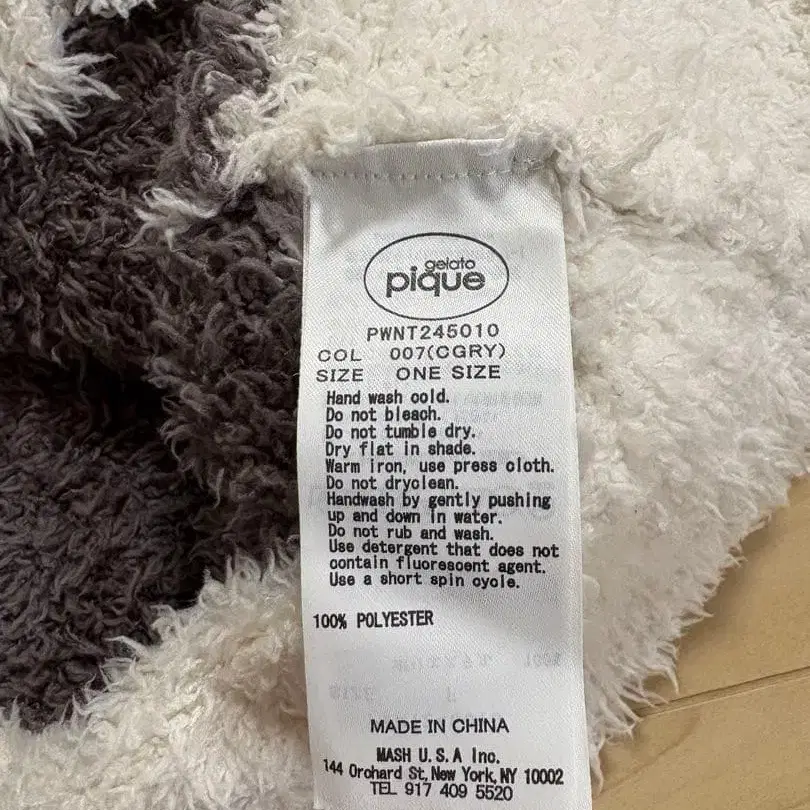 gelato
pique
PWNT245010
COL 007(CGRY)
SIZE ONE SIZE
Hand wash cold.
Do not bleach.
Do not tumble dry.
Dry flat in shade.
Warm iron, use press cloth.
Do not dryclean.
Handwash by gently pushing
up and down in water.
Do not rub and wash.
Use detergent that does not
contain fluorescent agent.
Use a short spin cycle.
100% POLYESTER
MADE IN CHINA
MASH U.S.A Inc.
144 Orchard St, New York, NY 10002
TEL 917 409 5520